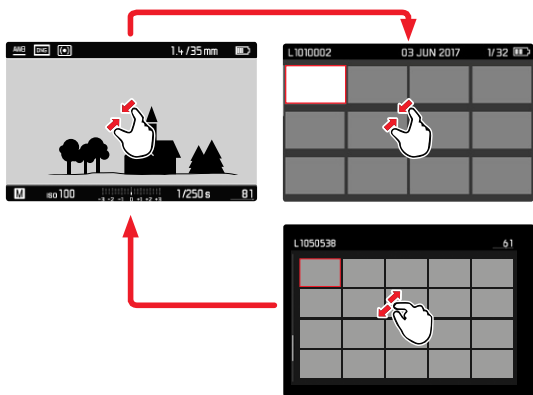 AWB DNG 1.4/35 mm
M ISO 100 -3 -2 -1 0 +1 +2 +3 1/250 s 81
L1010002 03 JUN 2017 1/32
L1050538 61